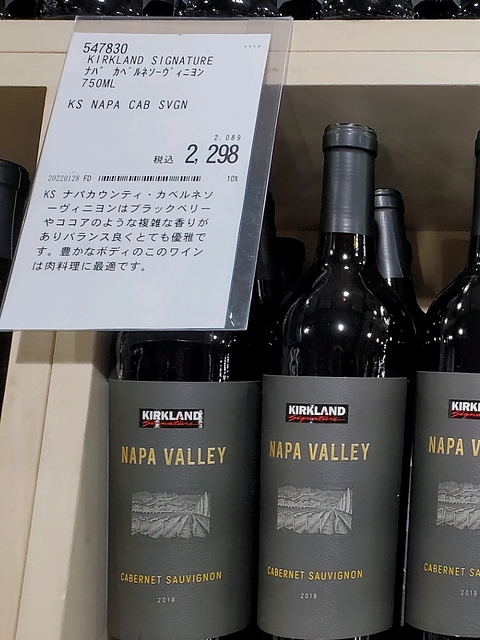 547830
KIRKLAND SIGNATURE
ﾅﾊﾟ ｶﾍﾞﾙﾈｿｰｳﾞｨﾆﾖﾝ
750ML
KS NAPA CAB SVGN
2,089
税込 2,298
20220128 FD 10%
KS ナパカウンティ・カベルネソ
ーヴィニヨンはブラックベリー
やココアのような複雑な香りが
ありバランス良くとても優雅で
す。豊かなボディのこのワイン
は肉料理に最適です。
KIRKLAND
Signature
NAPA VALLEY
CABERNET SAUVIGNON
2018
KIRKLAND
Signature
NAPA VALLEY
CABERNET SAUVIGNON
2018
KIRKL
Signa
NAPA V
CABERNET SA